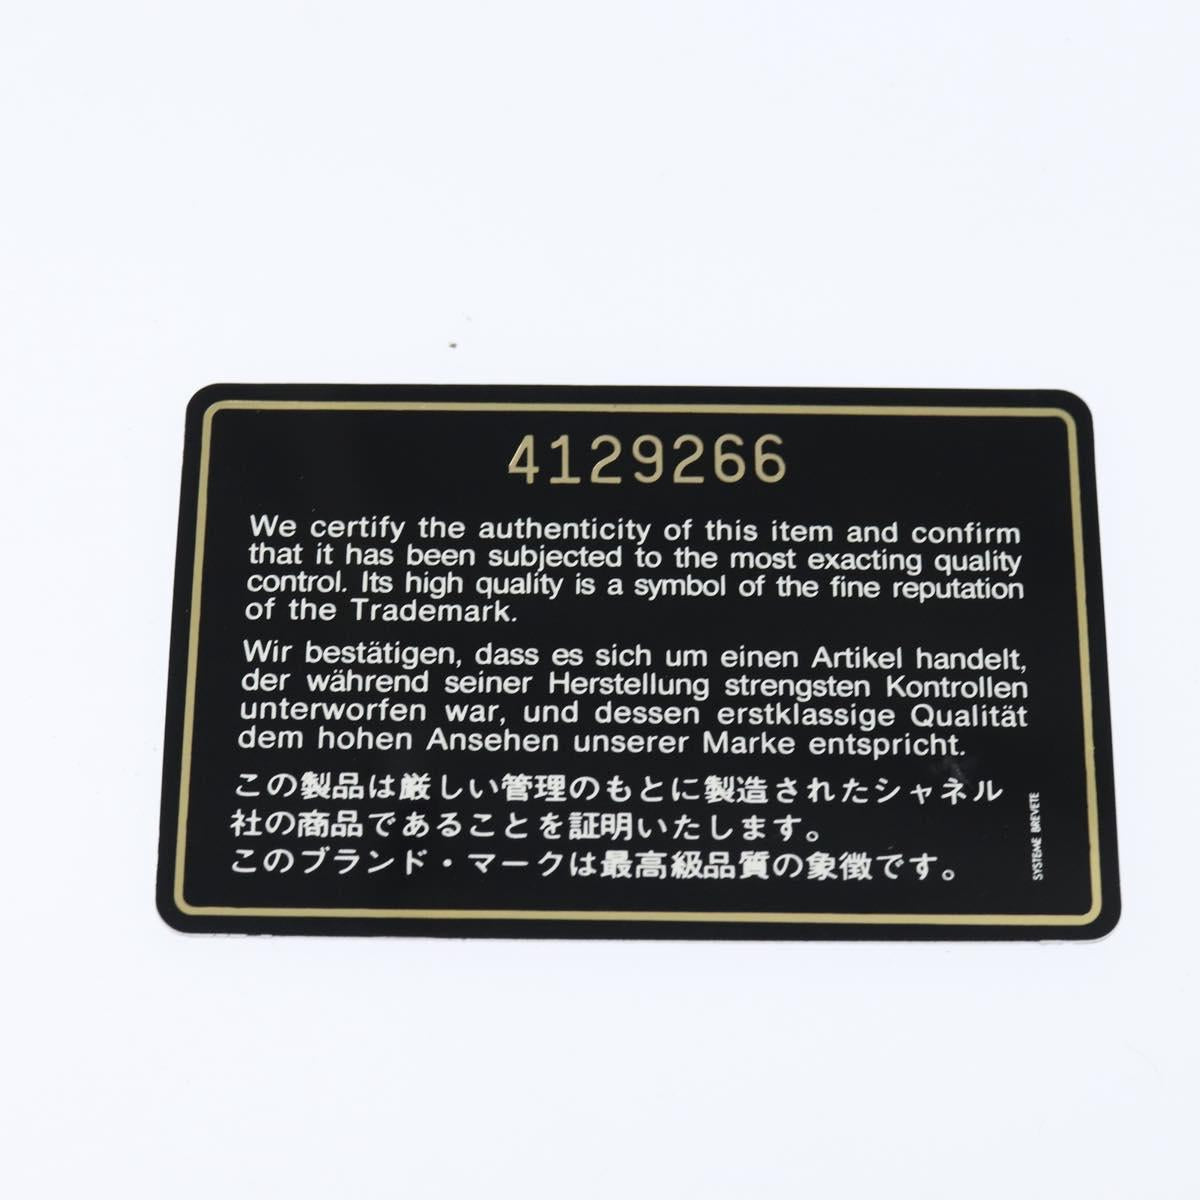 4129266
We certify the authenticity of this item and confirm
that it has been subjected to the most exacting quality
control. Its high quality is a symbol of the fine reputation
of the Trademark.
Wir bestätigen, dass es sich um einen Artikel handelt,
der während seiner Herstellung strengsten Kontrollen
unterworfen war, und dessen erstklassige Qualität
dem hohen Ansehen unserer Marke entspricht.
この製品は厳しい管理のもとに製造されたシャネル
社の商品であることを証明いたします。
このブランド・マークは最高級品質の象徴です。
SYSTEME BREVETE